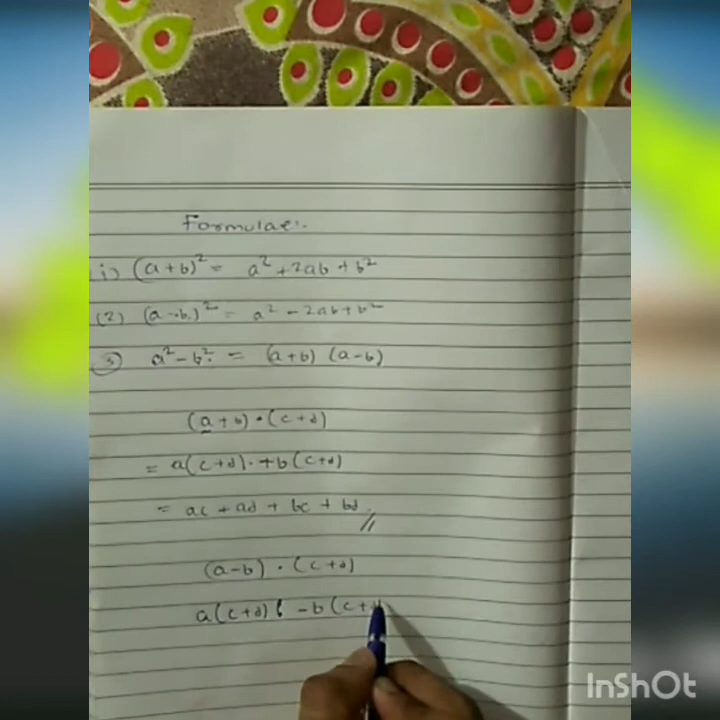 Formulae:-
1) (a+b)² = a²+2ab+b²
(2) (a-b)² = a²-2ab+b²
③ a²-b² = (a+b) (a-b)
(a+b)·(c+d)
= a(c+d)·+b(c+d)
= ac + ad + bc + bd //
(a-b) · (c+d)
a(c+d) -b(c+d
InShOt